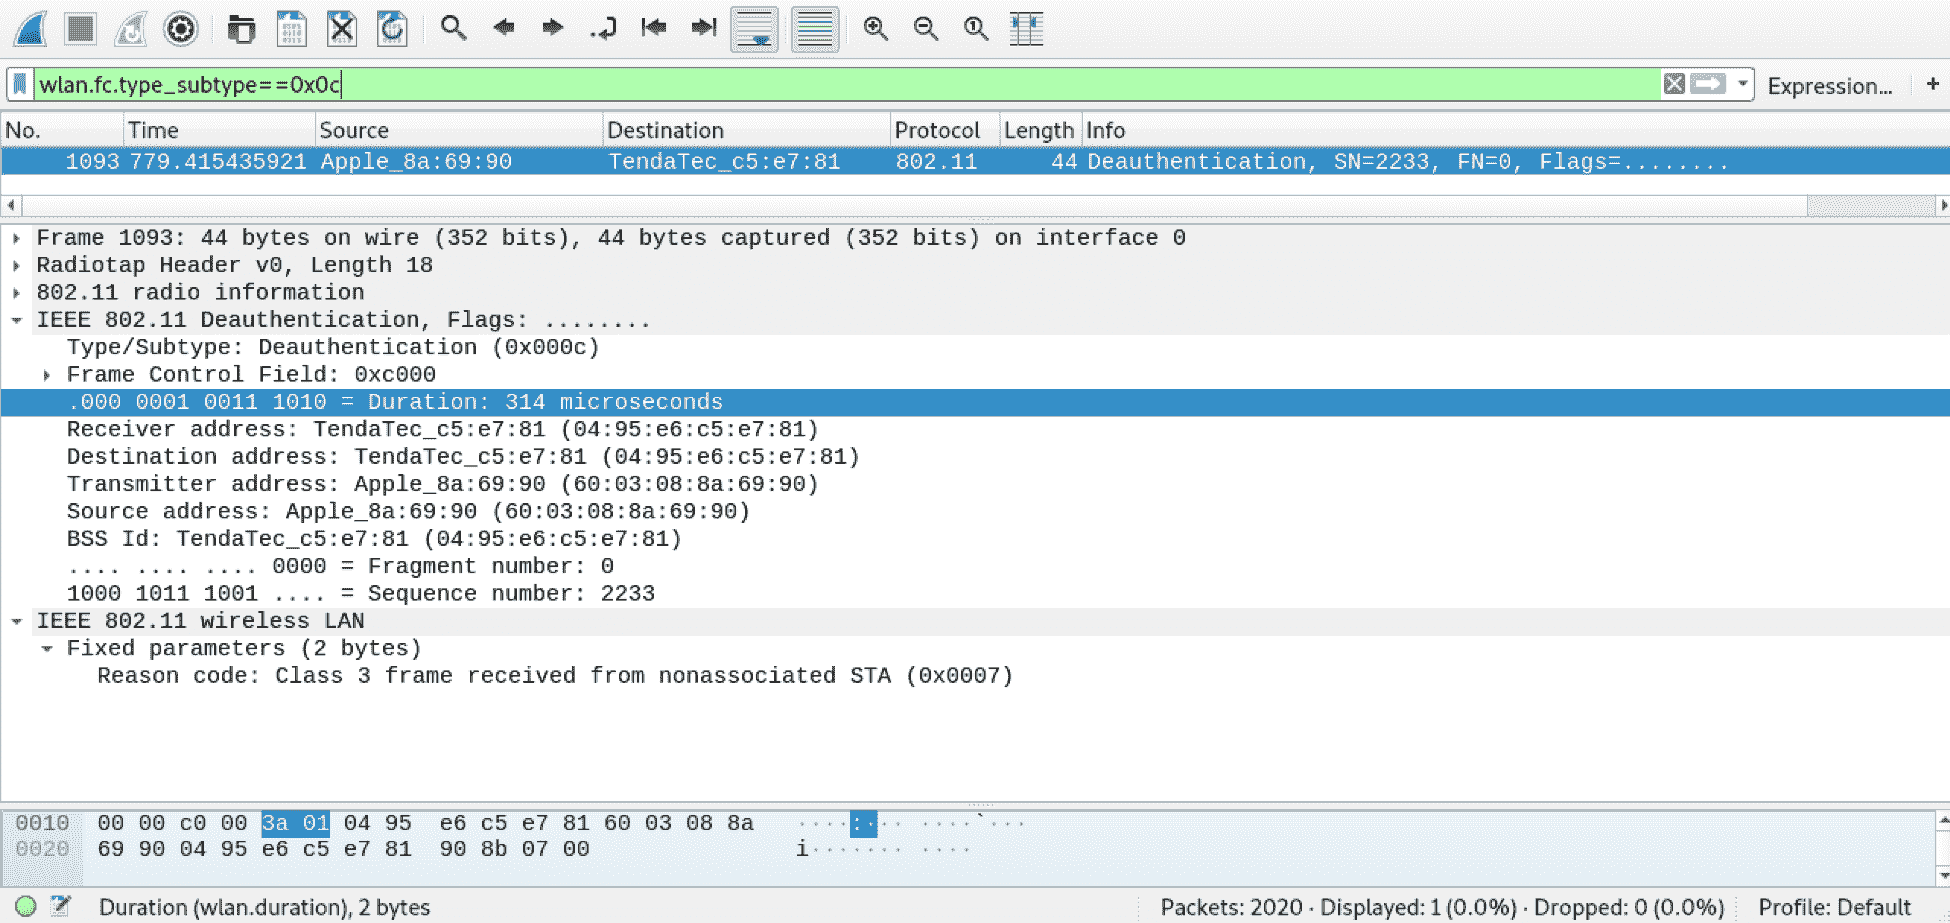 wlan.fc.type_subtype==0x0c
Expression...
+
No. Time Source Destination Protocol Length Info
1093 779.415435921 Apple_8a:69:90 TendaTec_c5:e7:81 802.11 44 Deauthentication, SN=2233, FN=0, Flags=........
Frame 1093: 44 bytes on wire (352 bits), 44 bytes captured (352 bits) on interface 0
Radiotap Header v0, Length 18
802.11 radio information
IEEE 802.11 Deauthentication, Flags: ........
Type/Subtype: Deauthentication (0x000c)
Frame Control Field: 0xc000
.000 0001 0011 1010 = Duration: 314 microseconds
Receiver address: TendaTec_c5:e7:81 (04:95:e6:c5:e7:81)
Destination address: TendaTec_c5:e7:81 (04:95:e6:c5:e7:81)
Transmitter address: Apple_8a:69:90 (60:03:08:8a:69:90)
Source address: Apple_8a:69:90 (60:03:08:8a:69:90)
BSS Id: TendaTec_c5:e7:81 (04:95:e6:c5:e7:81)
.... .... .... 0000 = Fragment number: 0
1000 1011 1001 .... = Sequence number: 2233
IEEE 802.11 wireless LAN
Fixed parameters (2 bytes)
Reason code: Class 3 frame received from nonassociated STA (0x0007)
0010 00 00 c0 00 3a 01 04 95 e6 c5 e7 81 60 03 08 8a ····:··· ····`···
0020 69 90 04 95 e6 c5 e7 81 90 8b 07 00 i······· ····
Duration (wlan.duration), 2 bytes
Packets: 2020 · Displayed: 1 (0.0%) · Dropped: 0 (0.0%)
Profile: Default